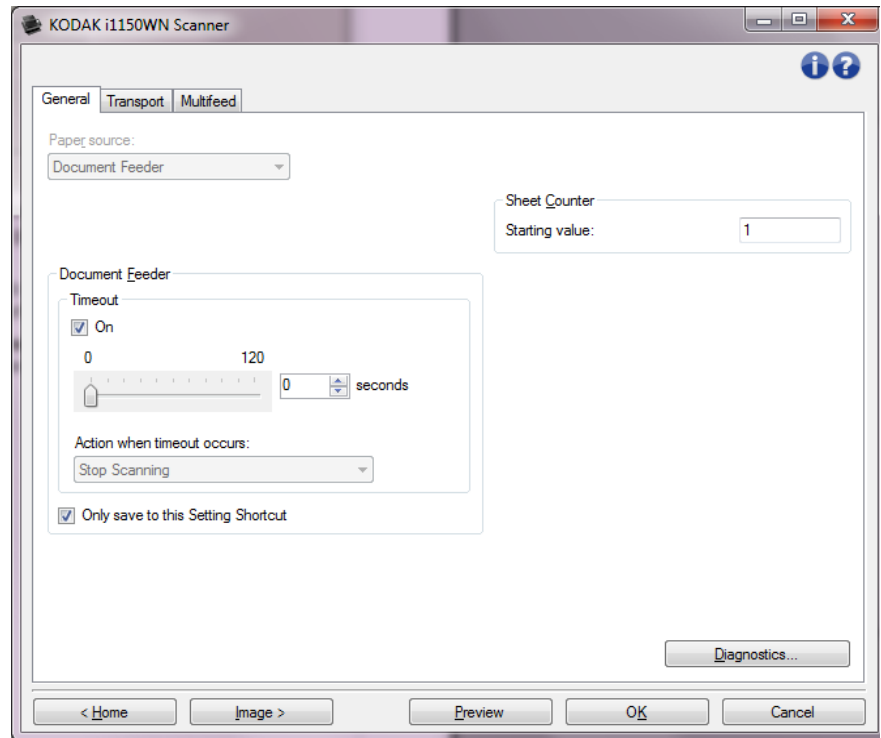 KODAK i1150WN Scanner
General Transport Multifeed
Paper source:
Document Feeder
Sheet Counter
Starting value: 1
Document Feeder
Timeout
On
0 120
0 seconds
Action when timeout occurs:
Stop Scanning
Only save to this Setting Shortcut
Diagnostics...
< Home Image > Preview OK Cancel